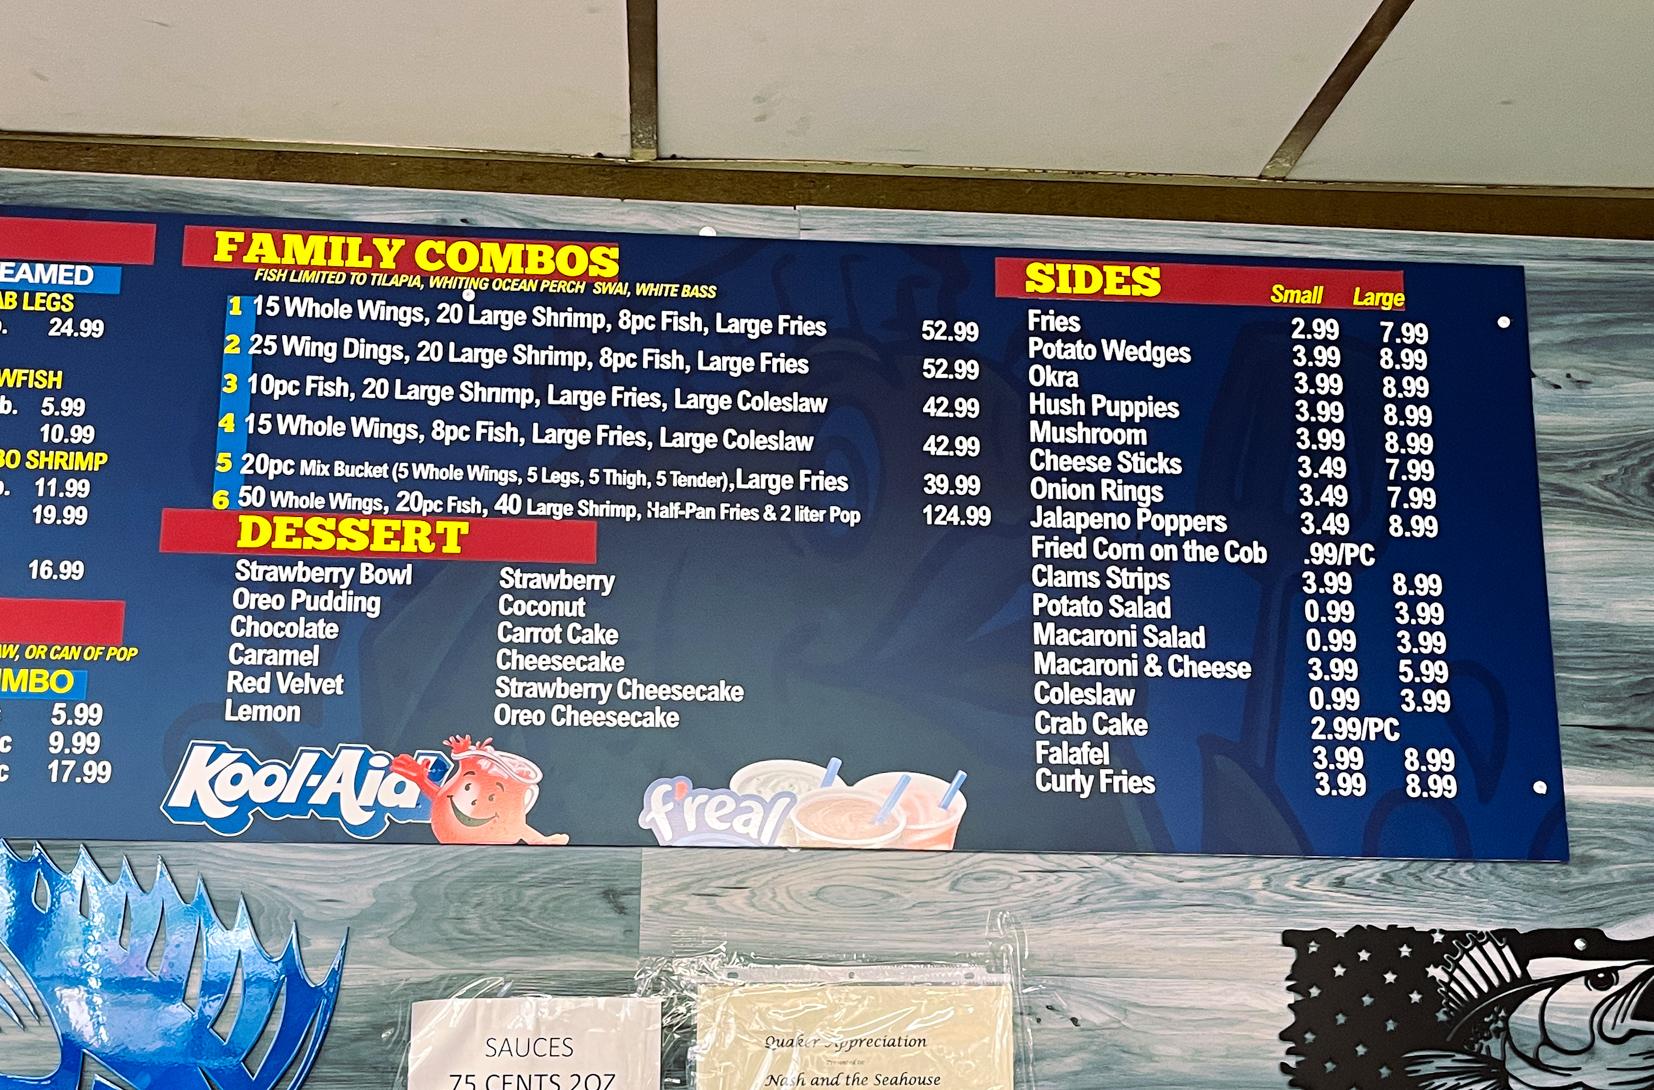 EAMED
AB LEGS
24.99
WFISH
b. 5.99
10.99
BO SHRIMP
11.99
19.99
16.99
AW, OR CAN OF POP
MBO
5.99
c 9.99
c 17.99
FAMILY COMBOS
FISH LIMITED TO TILAPIA, WHITING OCEAN PERCH SWAI, WHITE BASS
1 15 Whole Wings, 20 Large Shrimp, 8pc Fish, Large Fries 52.99
2 25 Wing Dings, 20 Large Shrimp, 8pc Fish, Large Fries 52.99
3 10pc Fish, 20 Large Shrimp, Large Fries, Large Coleslaw 42.99
4 15 Whole Wings, 8pc Fish, Large Fries, Large Coleslaw 42.99
5 20pc Mix Bucket (5 Whole Wings, 5 Legs, 5 Thigh, 5 Tender),Large Fries 39.99
6 50 Whole Wings, 20pc Fish, 40 Large Shrimp, Half-Pan Fries & 2 liter Pop 124.99
DESSERT
Strawberry Bowl
Oreo Pudding
Chocolate
Caramel
Red Velvet
Lemon
Strawberry
Coconut
Carrot Cake
Cheesecake
Strawberry Cheesecake
Oreo Cheesecake
Kool-Aid
f'real
SIDES Small Large
Fries 2.99 7.99
Potato Wedges 3.99 8.99
Okra 3.99 8.99
Hush Puppies 3.99 8.99
Mushroom 3.99 8.99
Cheese Sticks 3.49 7.99
Onion Rings 3.49 7.99
Jalapeno Poppers 3.49 8.99
Fried Corn on the Cob .99/PC
Clams Strips 3.99 8.99
Potato Salad 0.99 3.99
Macaroni Salad 0.99 3.99
Macaroni & Cheese 3.99 5.99
Coleslaw 0.99 3.99
Crab Cake 2.99/PC
Falafel 3.99 8.99
Curly Fries 3.99 8.99
SAUCES
75 CENTS 2OZ
Quaker Appreciation
Nash and the Seahouse